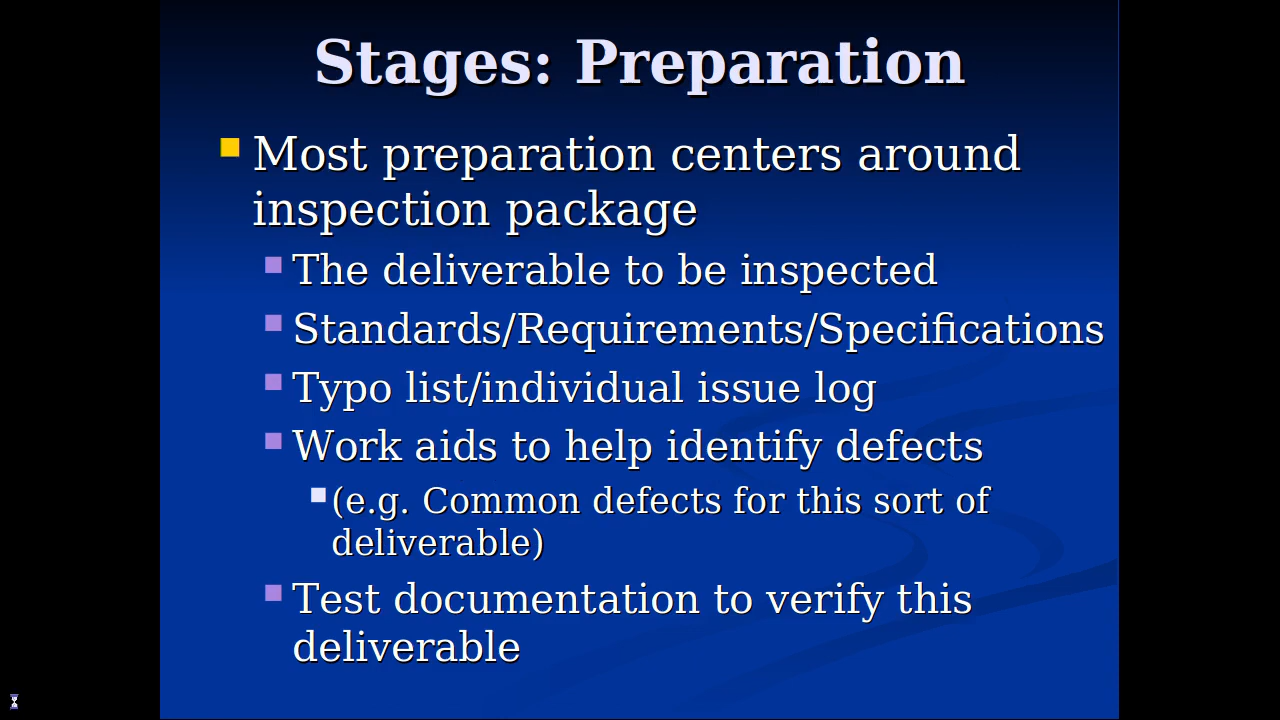 Stages: Preparation
Most preparation centers around
inspection package
The deliverable to be inspected
Standards/Requirements/Specifications
Typo list/individual issue log
Work aids to help identify defects
(e.g. Common defects for this sort of
deliverable)
Test documentation to verify this
deliverable